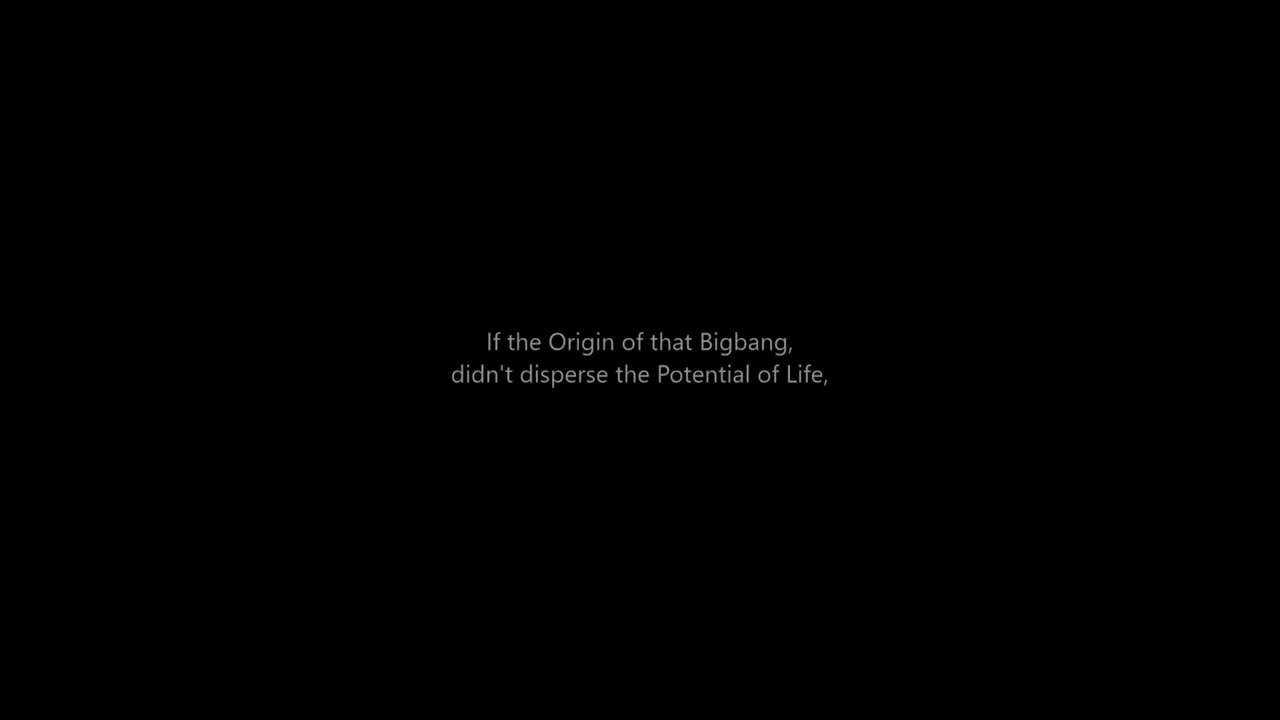 If the Origin of that Bigbang,
didn't disperse the Potential of Life,